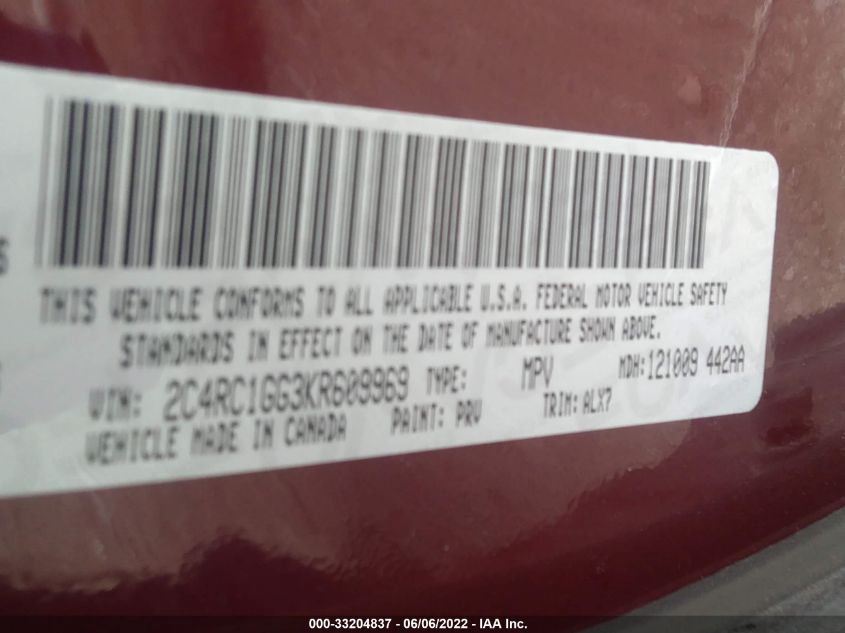 THIS VEHICLE CONFORMS TO ALL APPLICABLE U.S.A. FEDERAL MOTOR VEHICLE SAFETY
STANDARDS IN EFFECT ON THE DATE OF MANUFACTURE SHOWN ABOVE.
VIN: 2C4RC1GG3KR609969 TYPE: MPV MDH:121009 442AA
VEHICLE MADE IN CANADA PAINT: PRV TRIM: ALX7
000-33204837 - 06/06/2022 - IAA Inc.